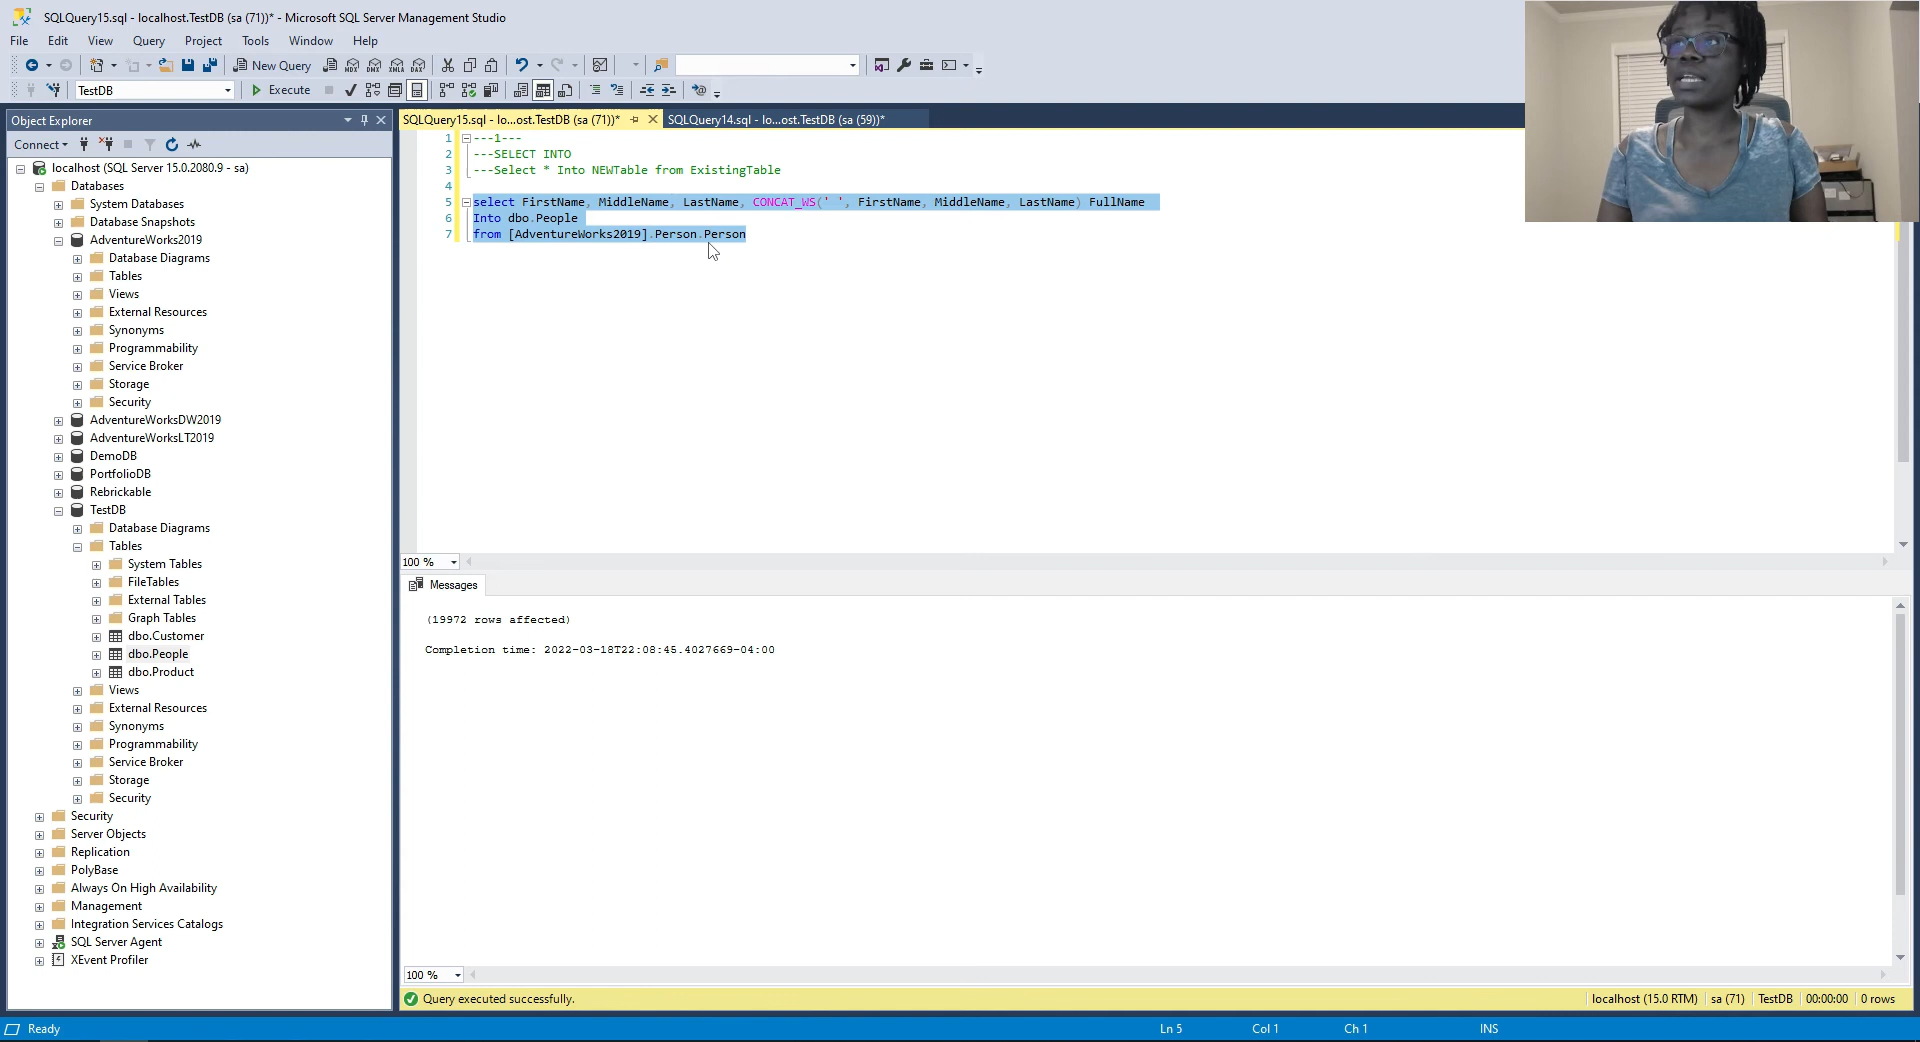 SQLQuery15.sql - localhost.TestDB (sa (71))* - Microsoft SQL Server Management Studio
File Edit View Query Project Tools Window Help
New Query MDX DMX XMLA DAX
TestDB Execute
Object Explorer
Connect
localhost (SQL Server 15.0.2080.9 - sa)
Databases
System Databases
Database Snapshots
AdventureWorks2019
Database Diagrams
Tables
Views
External Resources
Synonyms
Programmability
Service Broker
Storage
Security
AdventureWorksDW2019
AdventureWorksLT2019
DemoDB
PortfolioDB
Rebrickable
TestDB
Database Diagrams
Tables
System Tables
FileTables
External Tables
Graph Tables
dbo.Customer
dbo.People
dbo.Product
Views
External Resources
Synonyms
Programmability
Service Broker
Storage
Security
Security
Server Objects
Replication
PolyBase
Always On High Availability
Management
Integration Services Catalogs
SQL Server Agent
XEvent Profiler
SQLQuery15.sql - lo...ost.TestDB (sa (71))* SQLQuery14.sql - lo...ost.TestDB (sa (59))*
1 ---1---
2 ---SELECT INTO
3 ---Select * Into NEWTable from ExistingTable
4
5 select FirstName, MiddleName, LastName, CONCAT_WS(' ', FirstName, MiddleName, LastName) FullName
6 Into dbo.People
7 from [AdventureWorks2019].Person.Person
100 %
Messages
(19972 rows affected)
Completion time: 2022-03-18T22:08:45.4027669-04:00
100 %
Query executed successfully. localhost (15.0 RTM) sa (71) TestDB 00:00:00 0 rows
Ready Ln 5 Col 1 Ch 1 INS